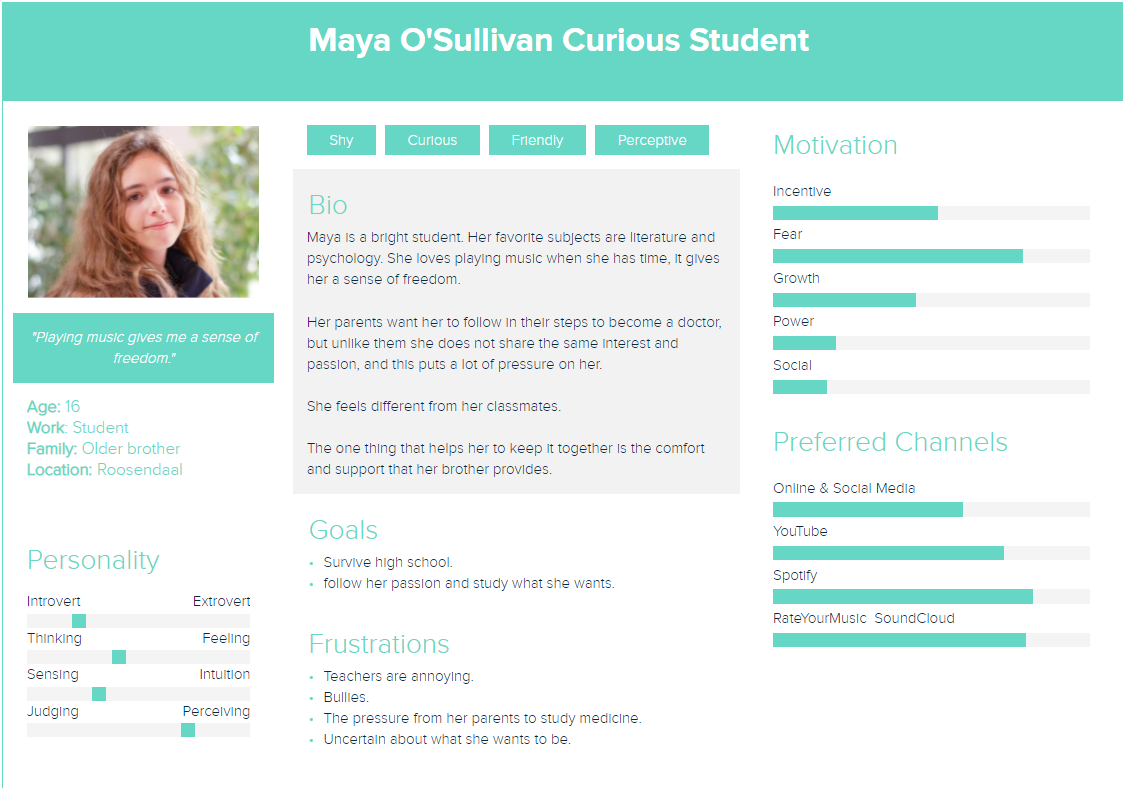 Maya O'Sullivan Curious Student
"Playing music gives me a sense of
freedom."
Age: 16
Work: Student
Family: Older brother
Location: Roosendaal
Personality
Introvert Extrovert
Thinking Feeling
Sensing Intuition
Judging Perceiving
Shy Curious Friendly Perceptive
Bio
Maya is a bright student. Her favorite subjects are literature and
psychology. She loves playing music when she has time, it gives
her a sense of freedom.
Her parents want her to follow in their steps to become a doctor,
but unlike them she does not share the same interest and
passion, and this puts a lot of pressure on her.
She feels different from her classmates.
The one thing that helps her to keep it together is the comfort
and support that her brother provides.
Goals
• Survive high school.
• follow her passion and study what she wants.
Frustrations
• Teachers are annoying.
• Bullies.
• The pressure from her parents to study medicine.
• Uncertain about what she wants to be.
Motivation
Incentive
Fear
Growth
Power
Social
Preferred Channels
Online & Social Media
YouTube
Spotify
RateYourMusic SoundCloud